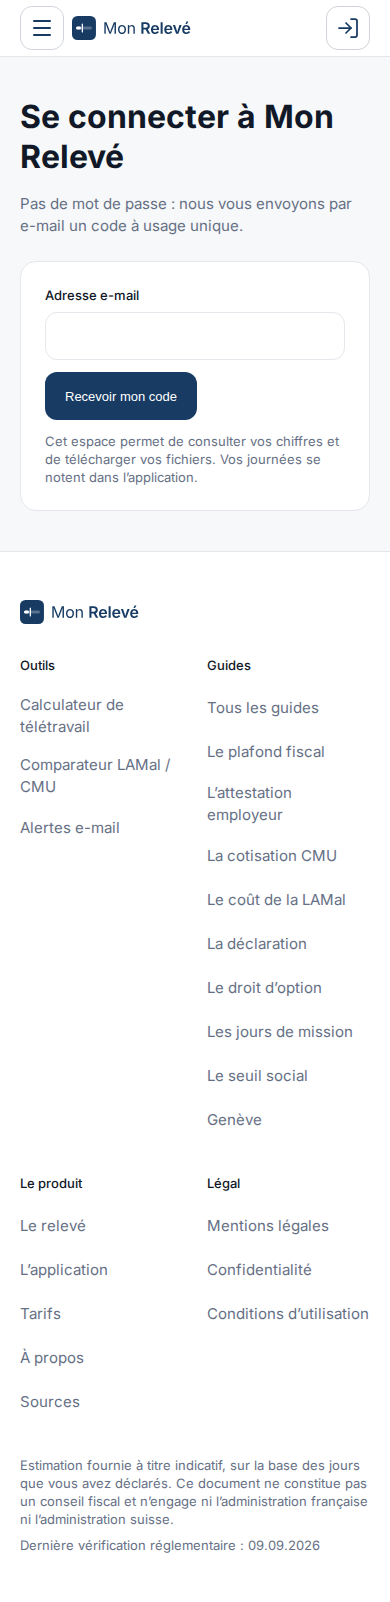 Mon Relevé
Se connecter à Mon
Relevé
Pas de mot de passe : nous vous envoyons par
e-mail un code à usage unique.
Adresse e-mail
Recevoir mon code
Cet espace permet de consulter vos chiffres et
de télécharger vos fichiers. Vos journées se
notent dans l’application.
Mon Relevé
Outils
Calculateur de
télétravail
Comparateur LAMal /
CMU
Alertes e-mail
Guides
Tous les guides
Le plafond fiscal
L’attestation
employeur
La cotisation CMU
Le coût de la LAMal
La déclaration
Le droit d’option
Les jours de mission
Le seuil social
Genève
Le produit
Le relevé
L’application
Tarifs
À propos
Sources
Légal
Mentions légales
Confidentialité
Conditions d’utilisation
Estimation fournie à titre indicatif, sur la base des jours
que vous avez déclarés. Ce document ne constitue pas
un conseil fiscal et n’engage ni l’administration française
ni l’administration suisse.
Dernière vérification réglementaire : 09.09.2026